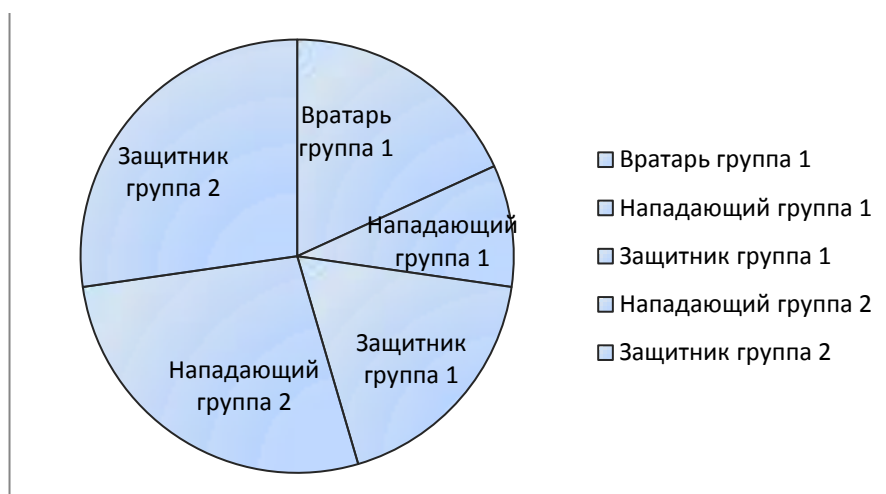 Вратарь
группа 1
Нападающий
группа 1
Защитник
группа 1
Нападающий
группа 2
Защитник
группа 2
Вратарь группа 1
Нападающий группа 1
Защитник группа 1
Нападающий группа 2
Защитник группа 2